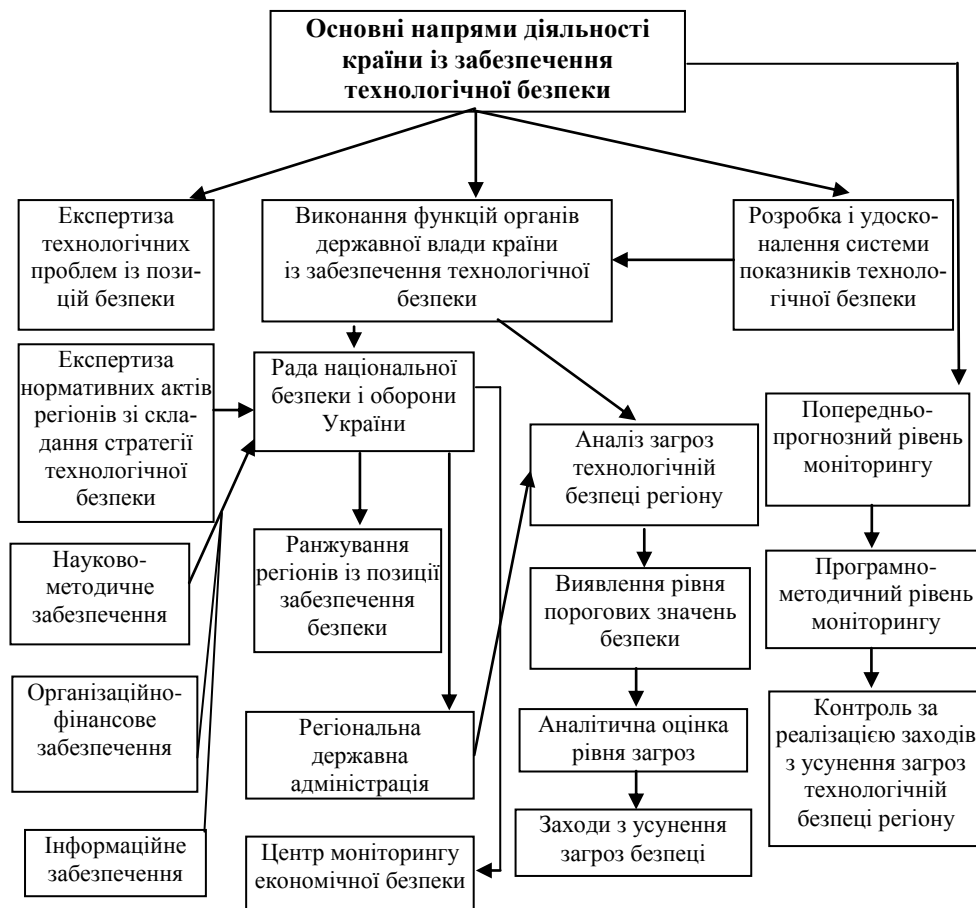 Основні напрями діяльності
країни із забезпечення
технологічної безпеки
Експертиза
технологічних
проблем із пози-
цій безпеки
Виконання функцій органів
державної влади країни
із забезпечення технологічної
безпеки
Розробка і удоско-
налення системи
показників техноло-
гічної безпеки
Експертиза
нормативних актів
регіонів зі скла-
дання стратегії
технологічної
безпеки
Рада національної
безпеки і оборони
України
Аналіз загроз
технологічній
безпеці регіону
Попередньо-
прогнозний рівень
моніторингу
Науково-
методичне
забезпечення
Ранжування
регіонів із позиції
забезпечення
безпеки
Виявлення рівня
порогових значень
безпеки
Програмно-
методичний рівень
моніторингу
Організаційно-
фінансове
забезпечення
Регіональна
державна
адміністрація
Аналітична оцінка
рівня загроз
Контроль за
реалізацією заходів
з усунення загроз
технологічній
безпеці регіону
Інформаційне
забезпечення
Центр моніторингу
економічної безпеки
Заходи з усунення
загроз безпеці